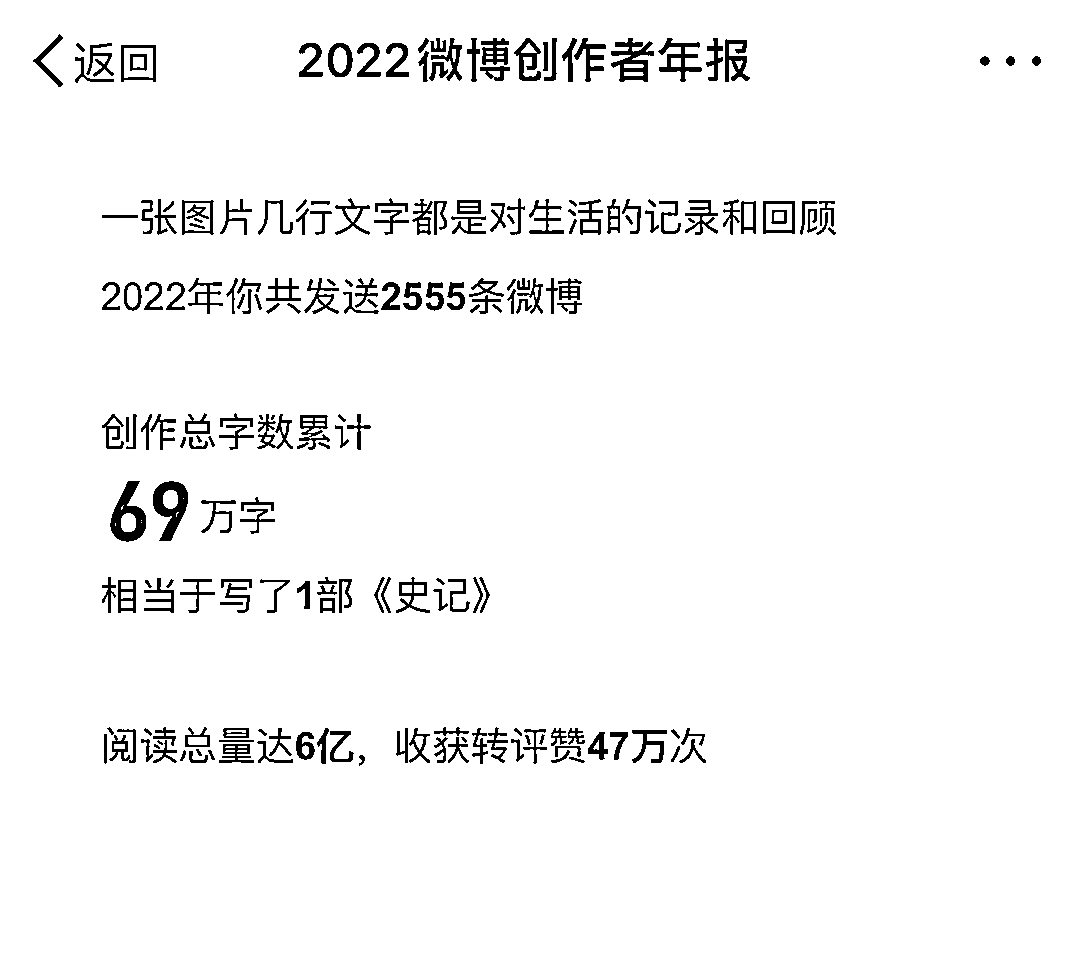 返回 2022微博创作者年报 ...
一张图片几行文字都是对生活的记录和回顾
2022年你共发送2555条微博
创作总字数累计
69万字
相当于写了1部《史记》
阅读总量达6亿，收获转评赞47万次